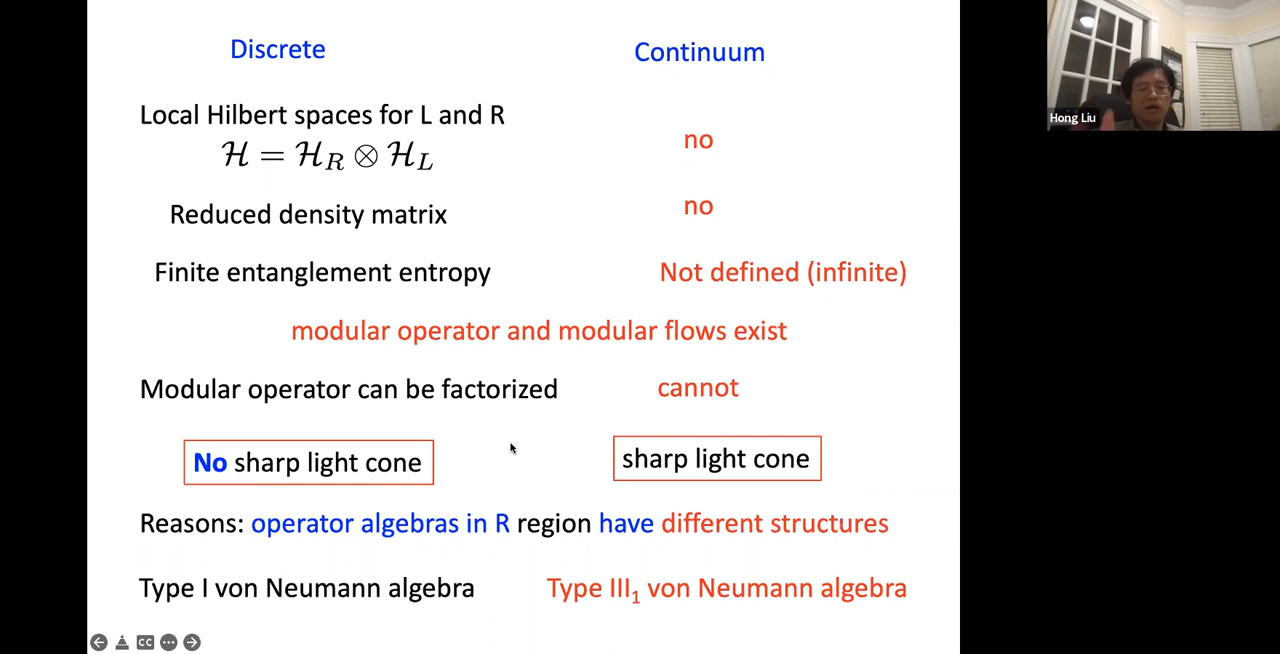 Discrete
Continuum
Hong Liu
Local Hilbert spaces for L and R
no
ℋ = ℋ_R ⊗ ℋ_L
Reduced density matrix
no
Finite entanglement entropy
Not defined (infinite)
modular operator and modular flows exist
Modular operator can be factorized
cannot
No sharp light cone
sharp light cone
Reasons: operator algebras in R region have different structures
Type I von Neumann algebra
Type III₁ von Neumann algebra
CC